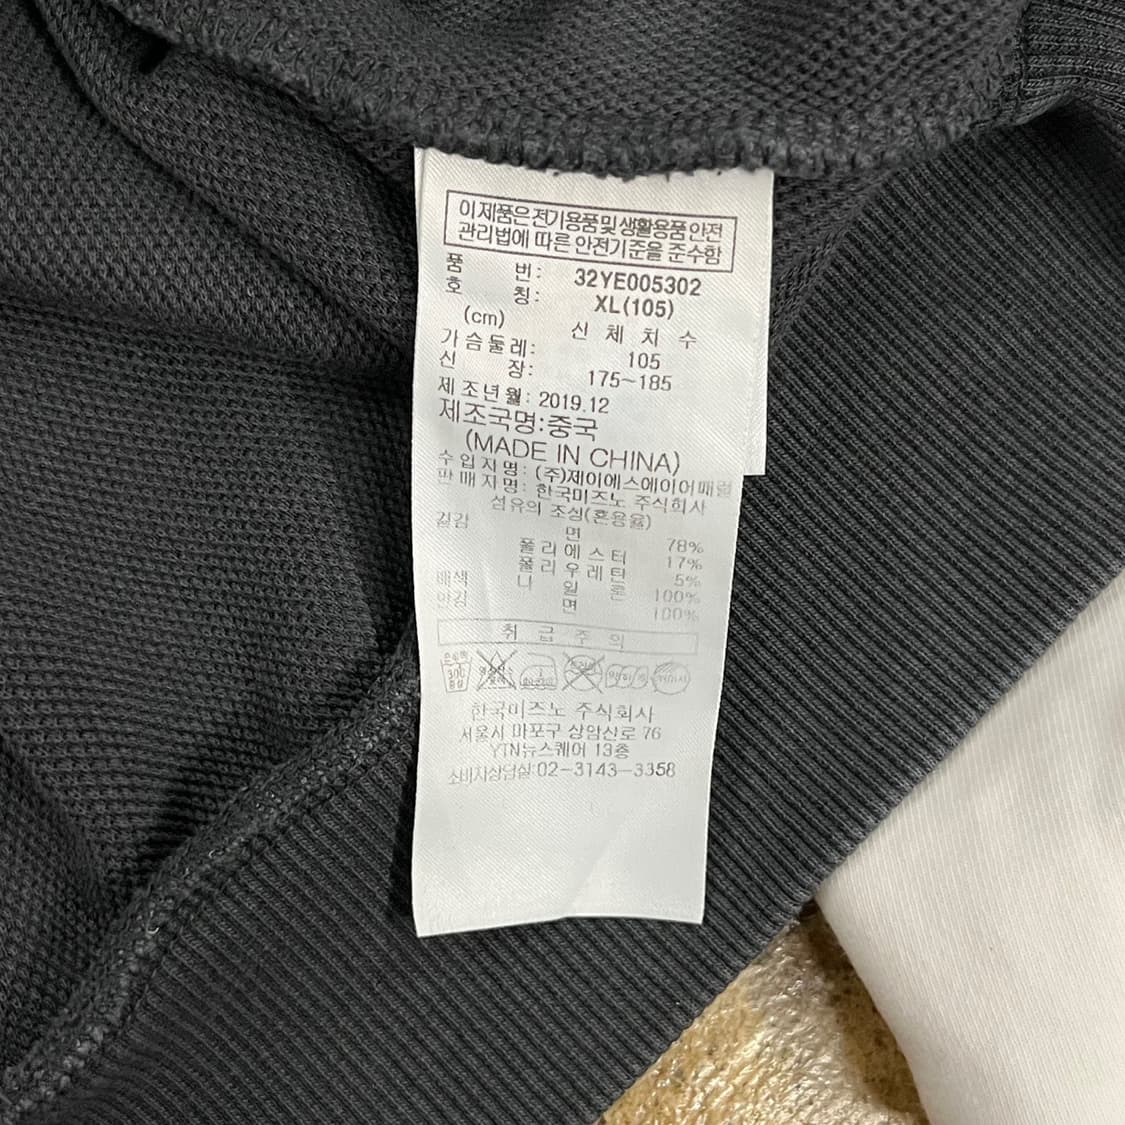 이 제품은 전기용품 및 생활용품 안전
관리법에 따른 안전기준을 준수함
품 번: 32YE005302
호 칭: XL(105)
(cm) 신 체 치 수
가슴둘레: 105
신 장: 175~185
제조년월: 2019.12
제조국명:중국
(MADE IN CHINA)
수입자명: (주)제이에스에이어패럴
판매자명: 한국미즈노 주식회사
섬유의 조성(혼용율)
겉감 면 78%
폴리에스터 17%
폴리우레탄 5%
배색 나 일 론 100%
안감 면 100%
취 급 주 의
한국미즈노 주식회사
서울시 마포구 상암산로 76
YTN뉴스퀘어 13층
소비자상담실:02-3143-3358